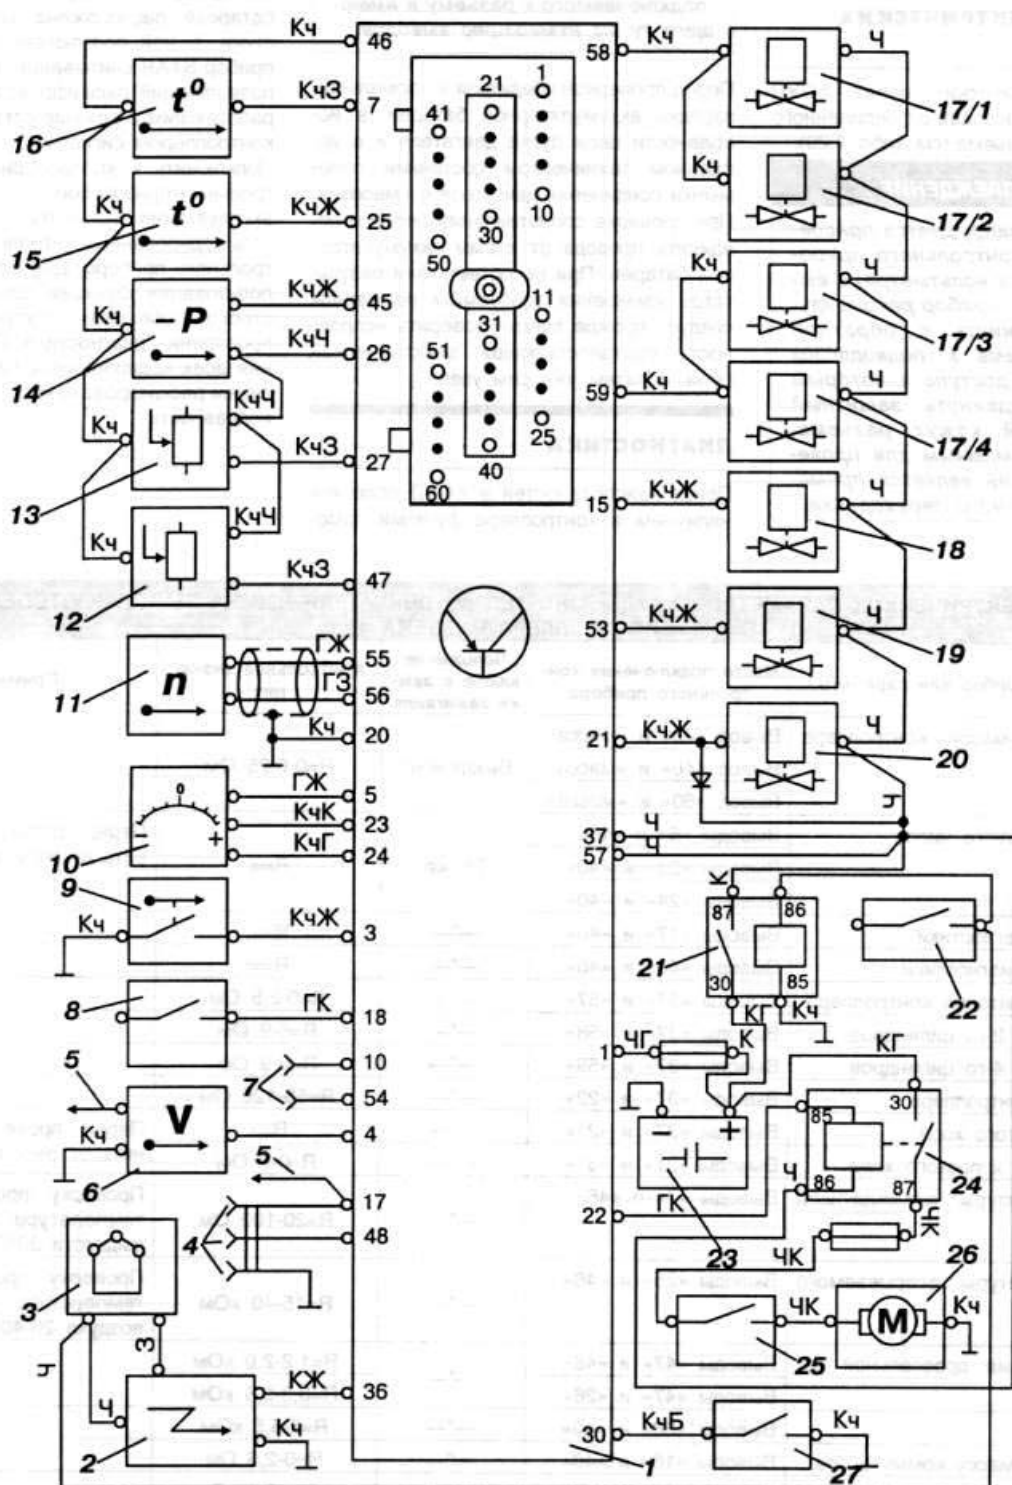 Кч 46
Кч 58
Ч
t°
КчЗ 7
16
17/1
21
1
41
Кч
17/2
t°
Кч
КчЖ 25
15
10
30
50
Кч
Ч
КчЖ 45
-P
КчЧ 26
14
11
31
51
17/3
59 Кч
Ч
КчЧ
Кч
КчЗ 27
13
25
40
60
17/4
15 КчЖ
Ч
18
Кч
КчЧ
КчЗ 47
12
53 КчЖ
Ч
19
n
ГЖ 55
ГЗ 56
11
Кч 20
21 КчЖ
Ч
20
Ч
0
- +
ГЖ 5
КчК 23
КчГ 24
10
37 Ч
57 Ч
К
9
Кч
КчЖ 3
87
86
21
30
85
22
8
ГК 18
10
КГ
Кч
1 ЧГ
К
КГ
5
7
54
V
4
Кч
6
5
17
- +
85
30
24
Ч
86
87
22 ГК
23
ЧК
4
48
3
ЧК
ЧК
26
М
Кч
25
Ч
З
КЖ 36
Ч
Кч
2
30 КчБ
Кч
1
27
ДИАГНОСТИКА